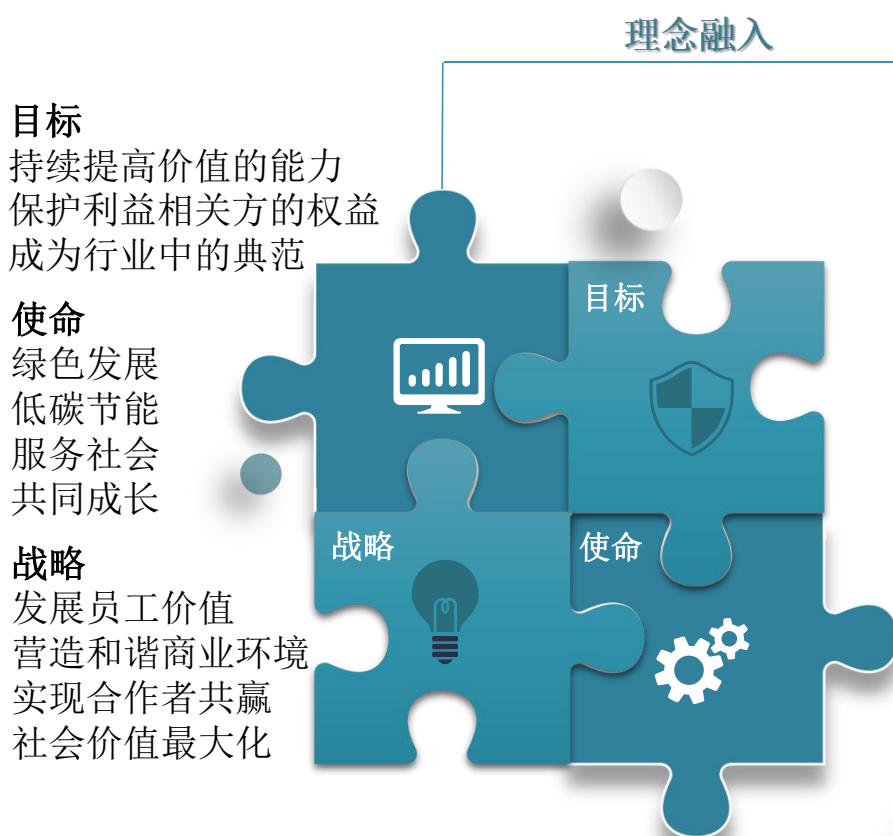 理念融入
目标
持续提高价值的能力
保护利益相关方的权益
成为行业中的典范
使命
绿色发展
低碳节能
服务社会
共同成长
战略
发展员工价值
营造和谐商业环境
实现合作者共赢
社会价值最大化
目标
战略
使命